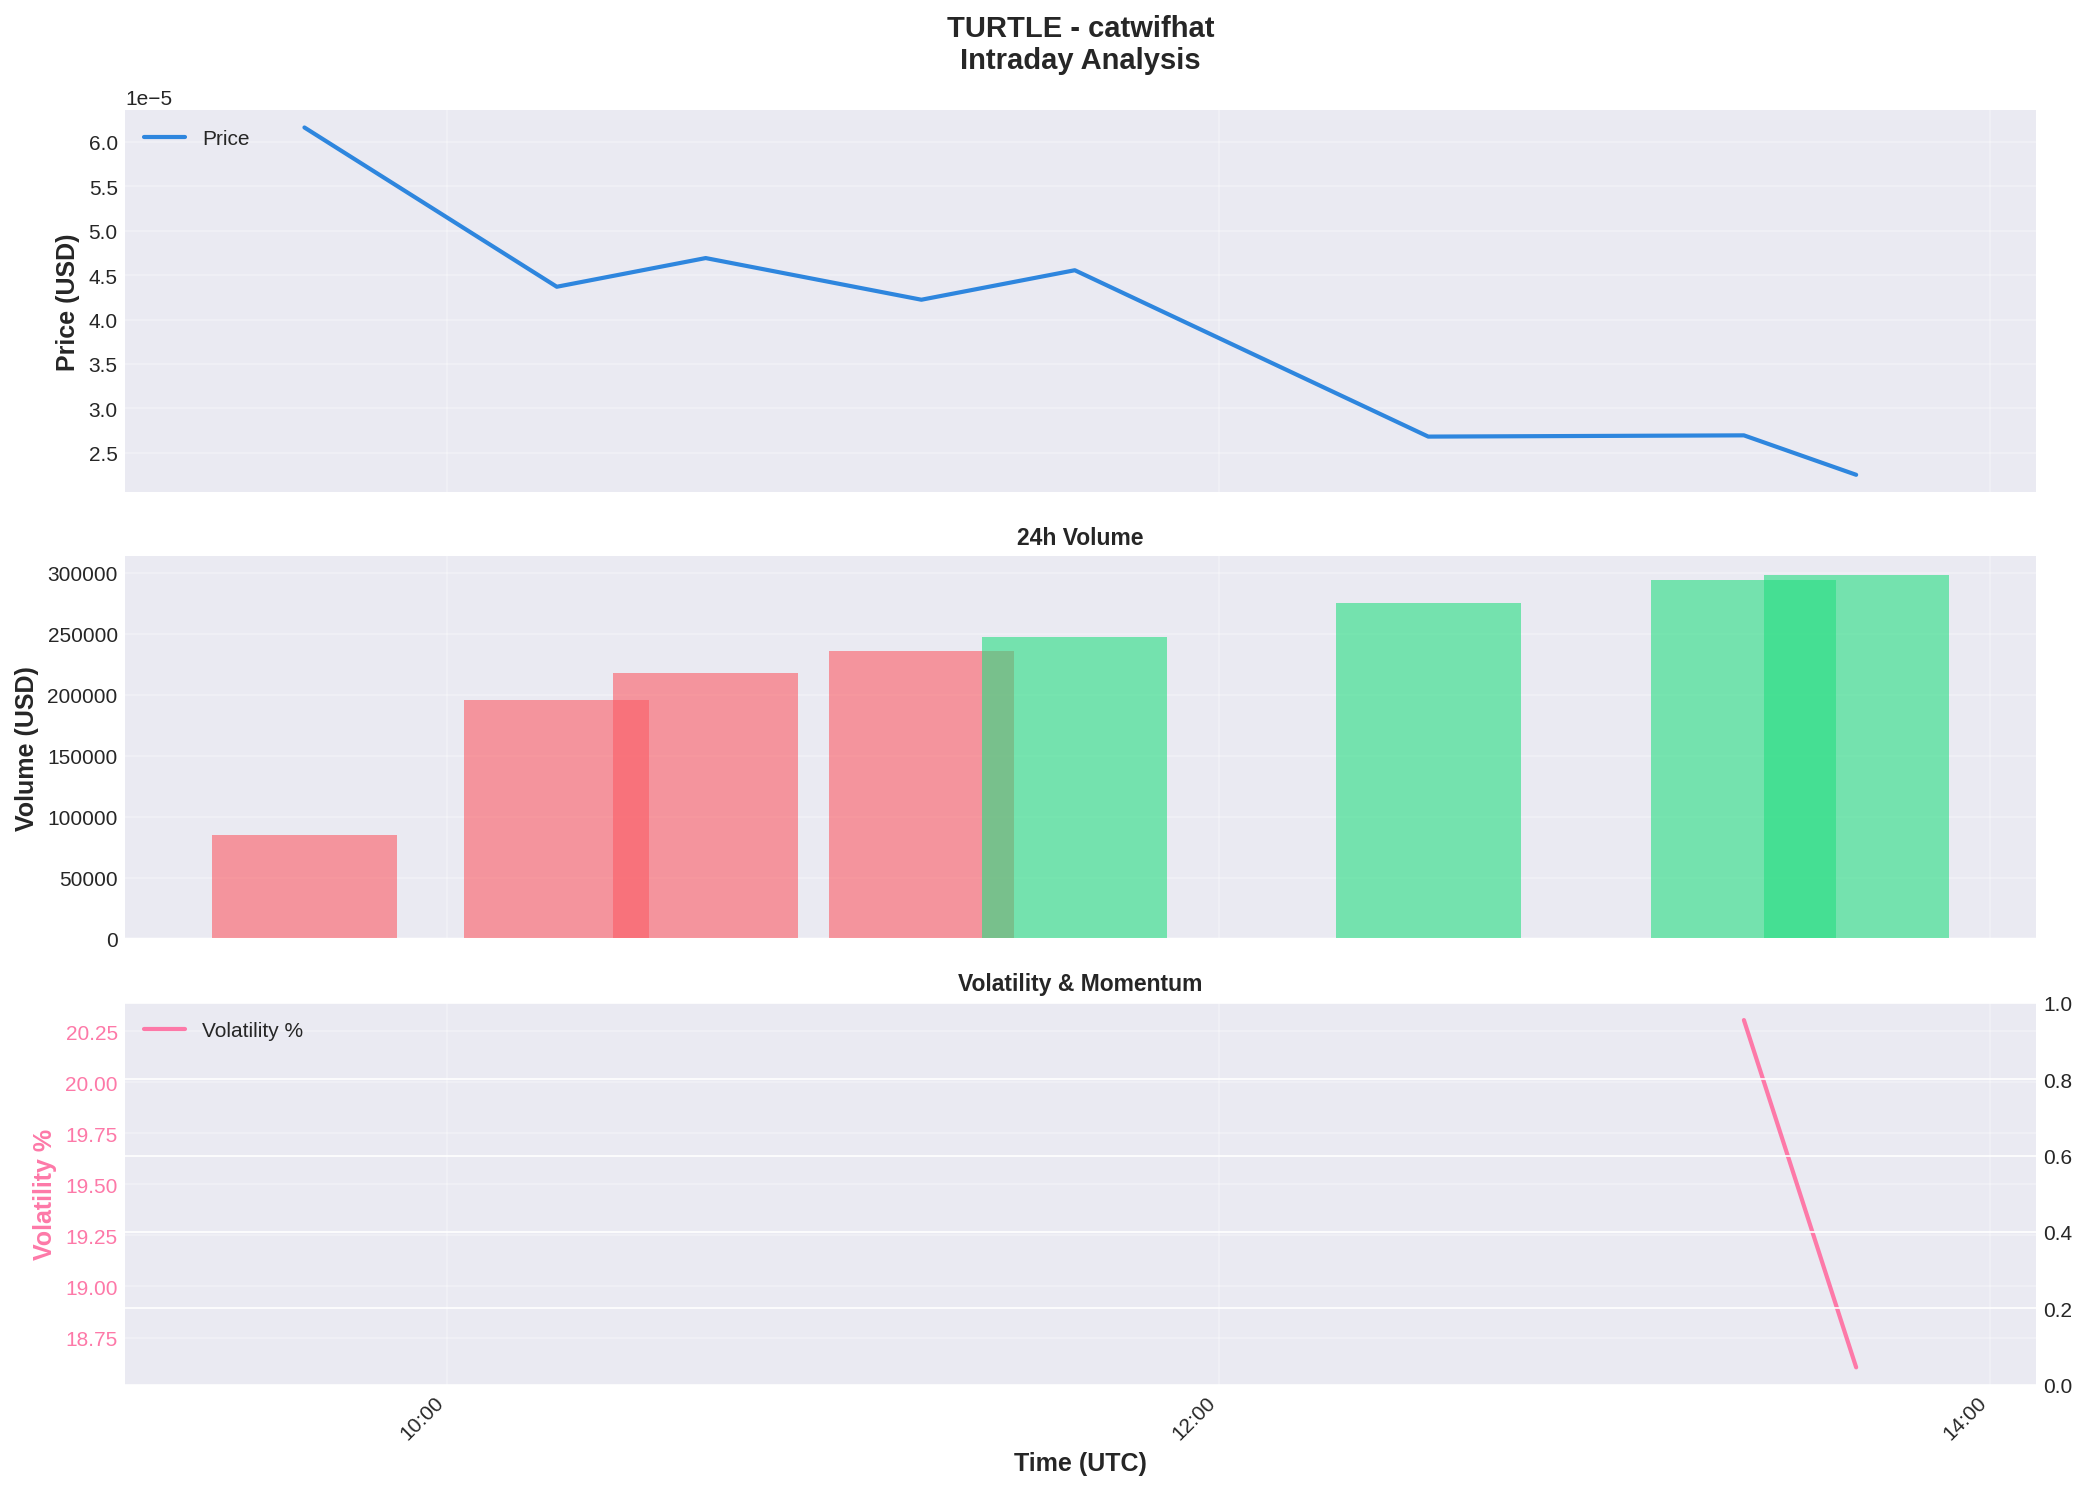 TURTLE - catwifhat
Intraday Analysis
1e−5
Price
6.0
5.5
5.0
4.5
4.0
3.5
3.0
2.5
Price (USD)
24h Volume
300000
250000
200000
150000
100000
50000
0
Volume (USD)
Volatility & Momentum
Volatility %
20.25
20.00
19.75
19.50
19.25
19.00
18.75
Volatility %
1.0
0.8
0.6
0.4
0.2
0.0
10:00
12:00
14:00
Time (UTC)